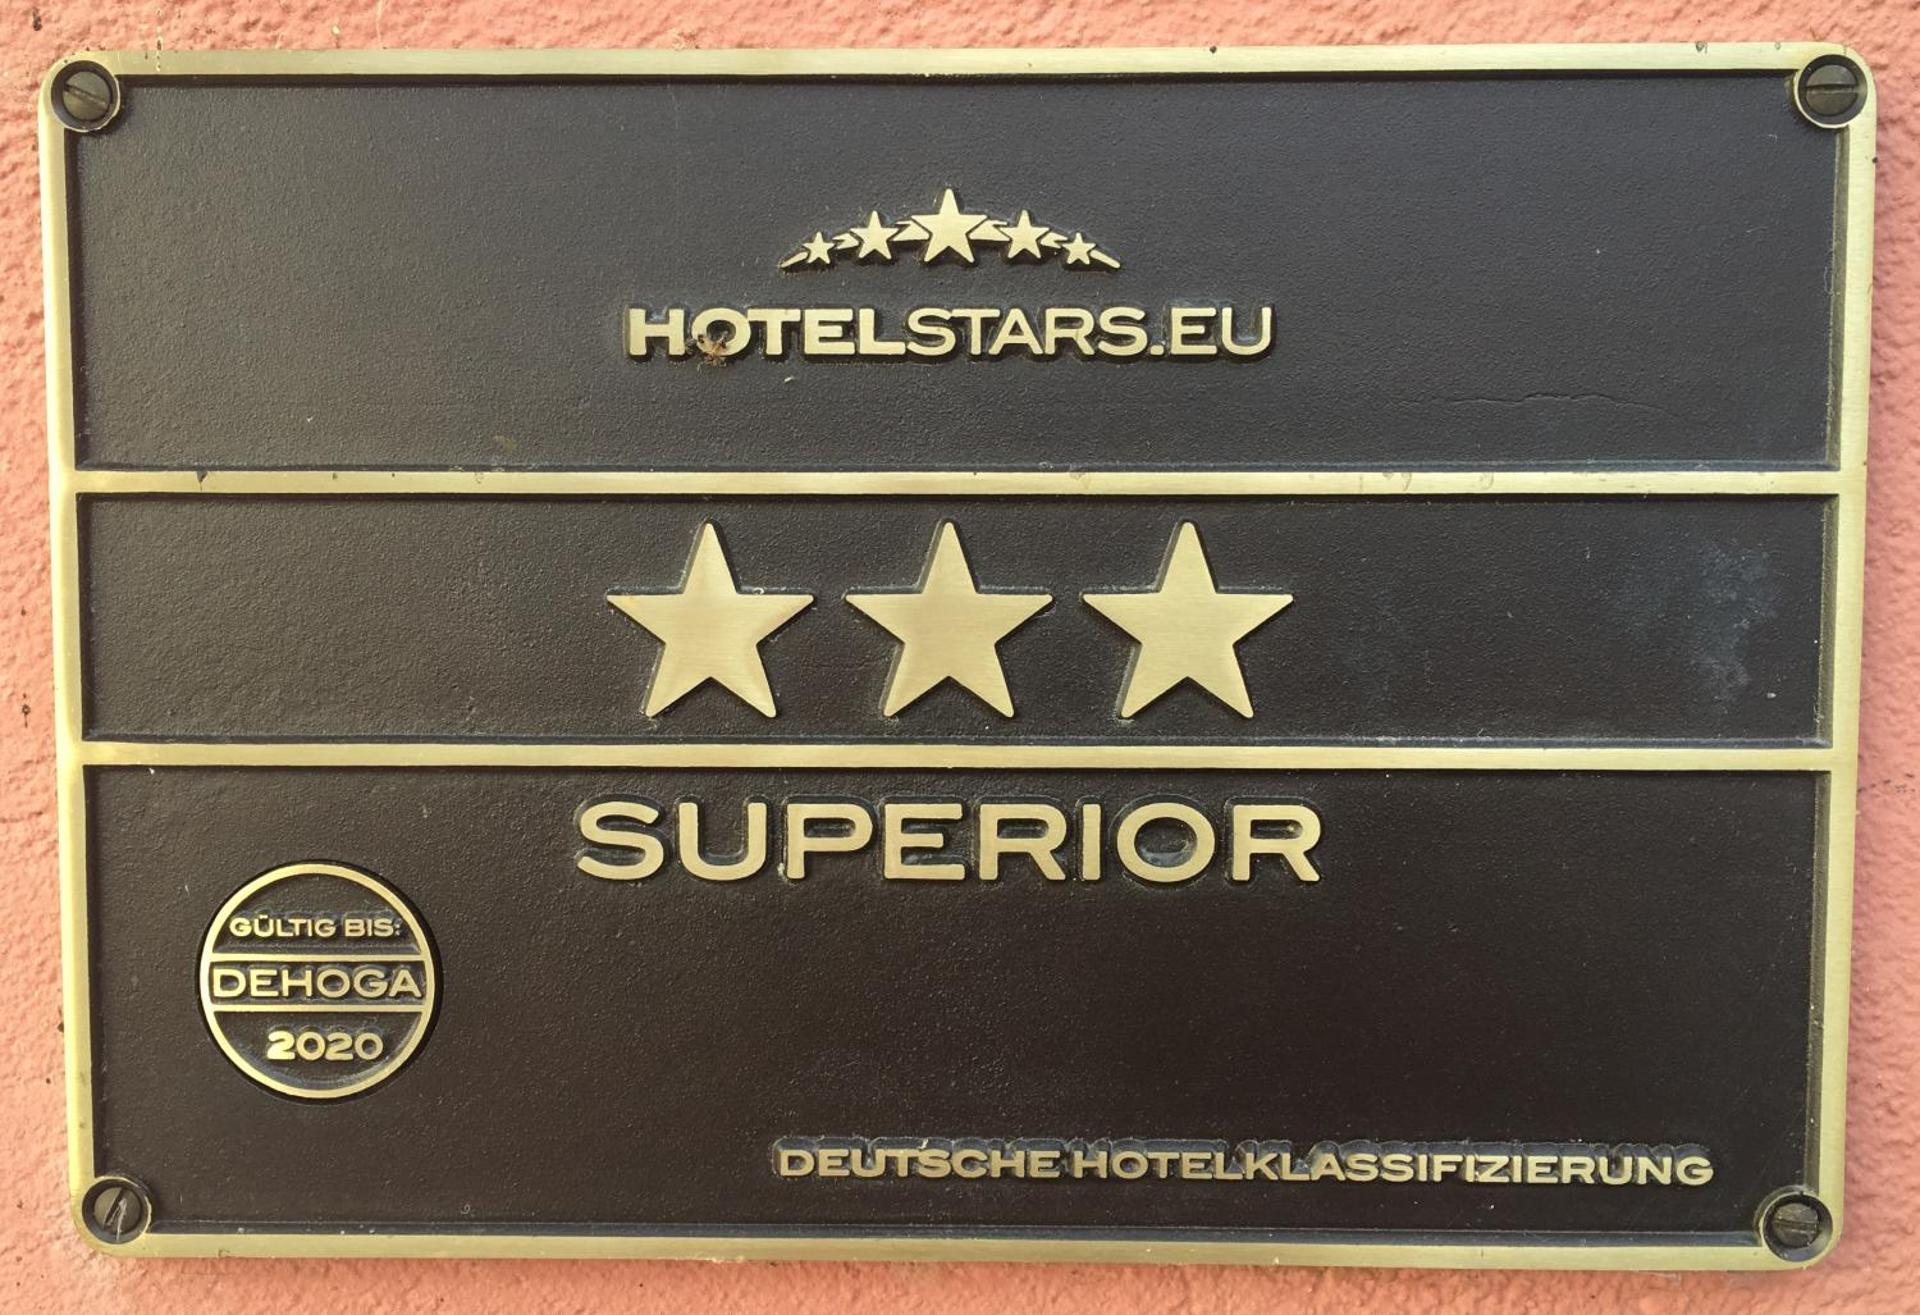 HOTELSTARS.EU
SUPERIOR
GÜLTIG BIS:
DEHOGA
2020
DEUTSCHE HOTELKLASSIFIZIERUNG